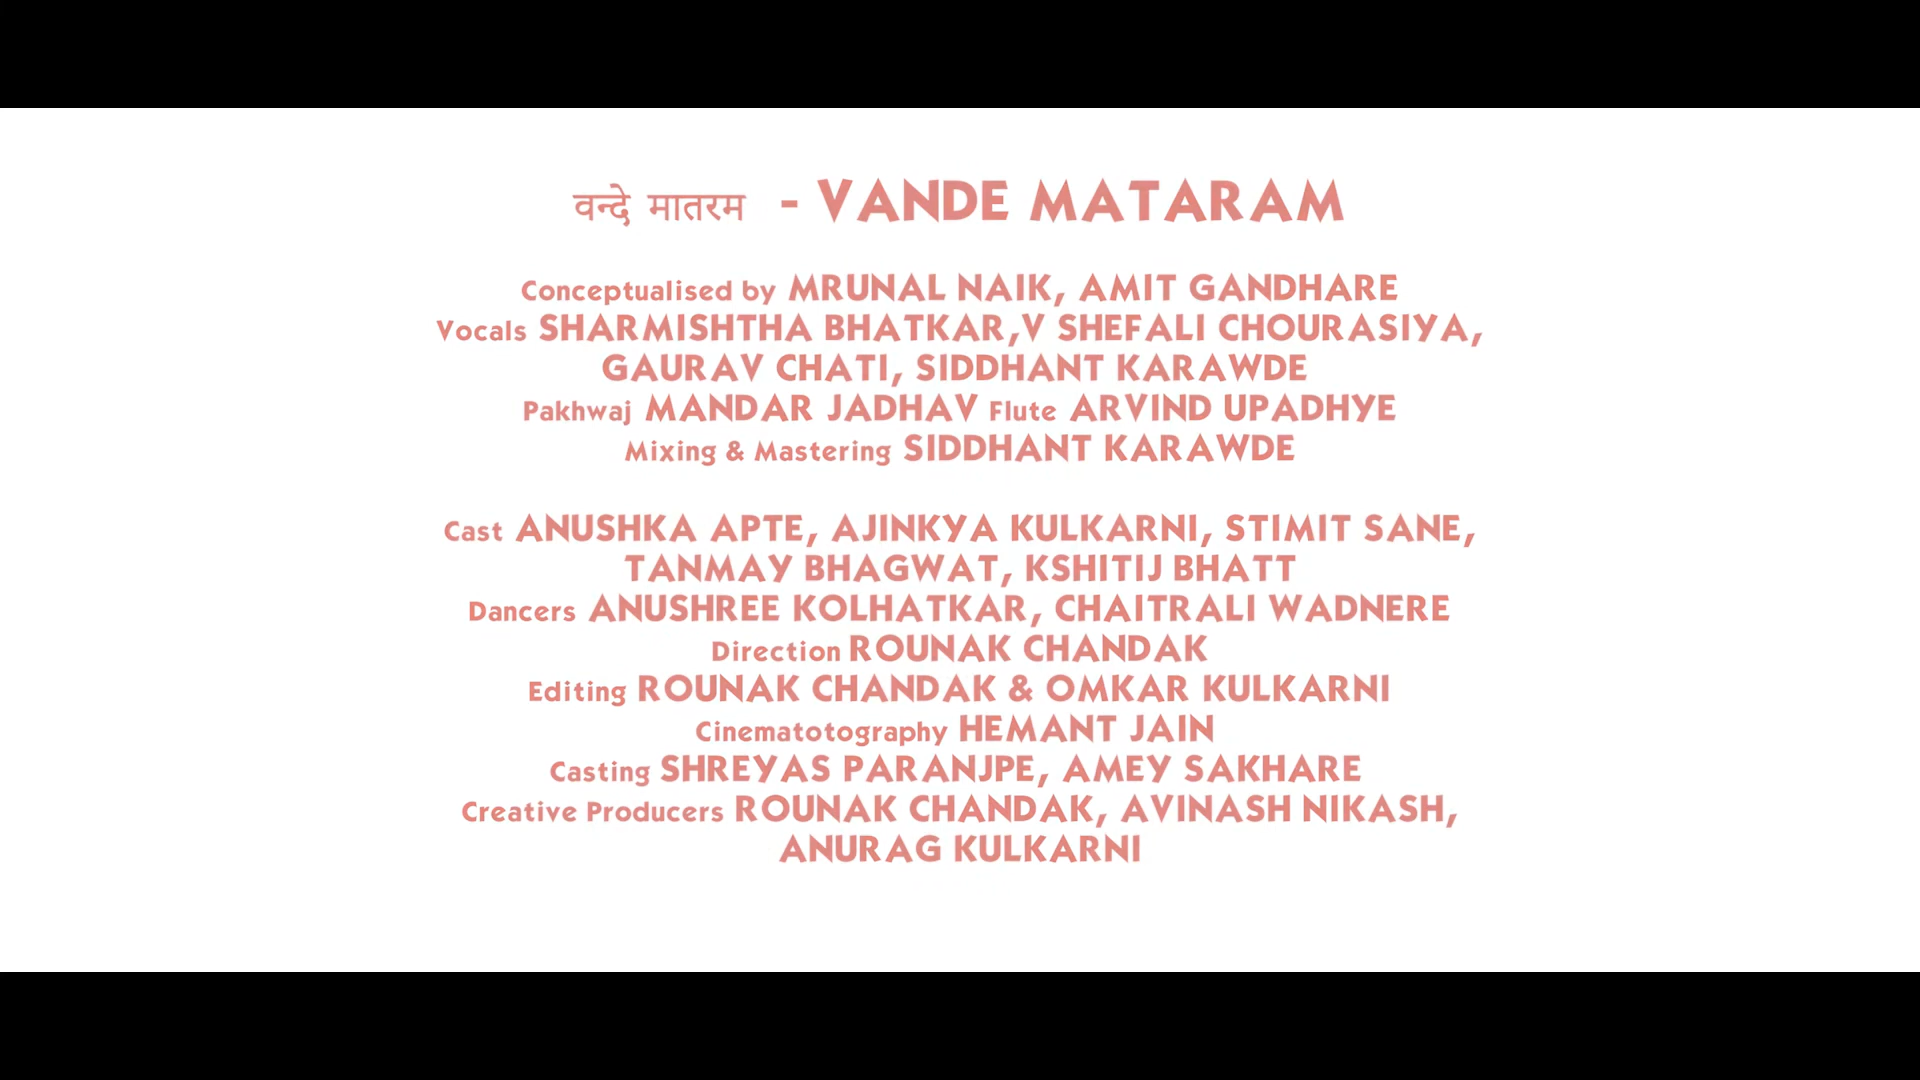 वन्दे मातरम - VANDE MATARAM
Conceptualised by MRUNAL NAIK, AMIT GANDHARE
Vocals SHARMISHTHA BHATKAR,V SHEFALI CHOURASIYA,
GAURAV CHATI, SIDDHANT KARAWDE
Pakhwaj MANDAR JADHAV Flute ARVIND UPADHYE
Mixing & Mastering SIDDHANT KARAWDE
Cast ANUSHKA APTE, AJINKYA KULKARNI, STIMIT SANE,
TANMAY BHAGWAT, KSHITIJ BHATT
Dancers ANUSHREE KOLHATKAR, CHAITRALI WADNERE
Direction ROUNAK CHANDAK
Editing ROUNAK CHANDAK & OMKAR KULKARNI
Cinematotography HEMANT JAIN
Casting SHREYAS PARANJPE, AMEY SAKHARE
Creative Producers ROUNAK CHANDAK, AVINASH NIKASH,
ANURAG KULKARNI